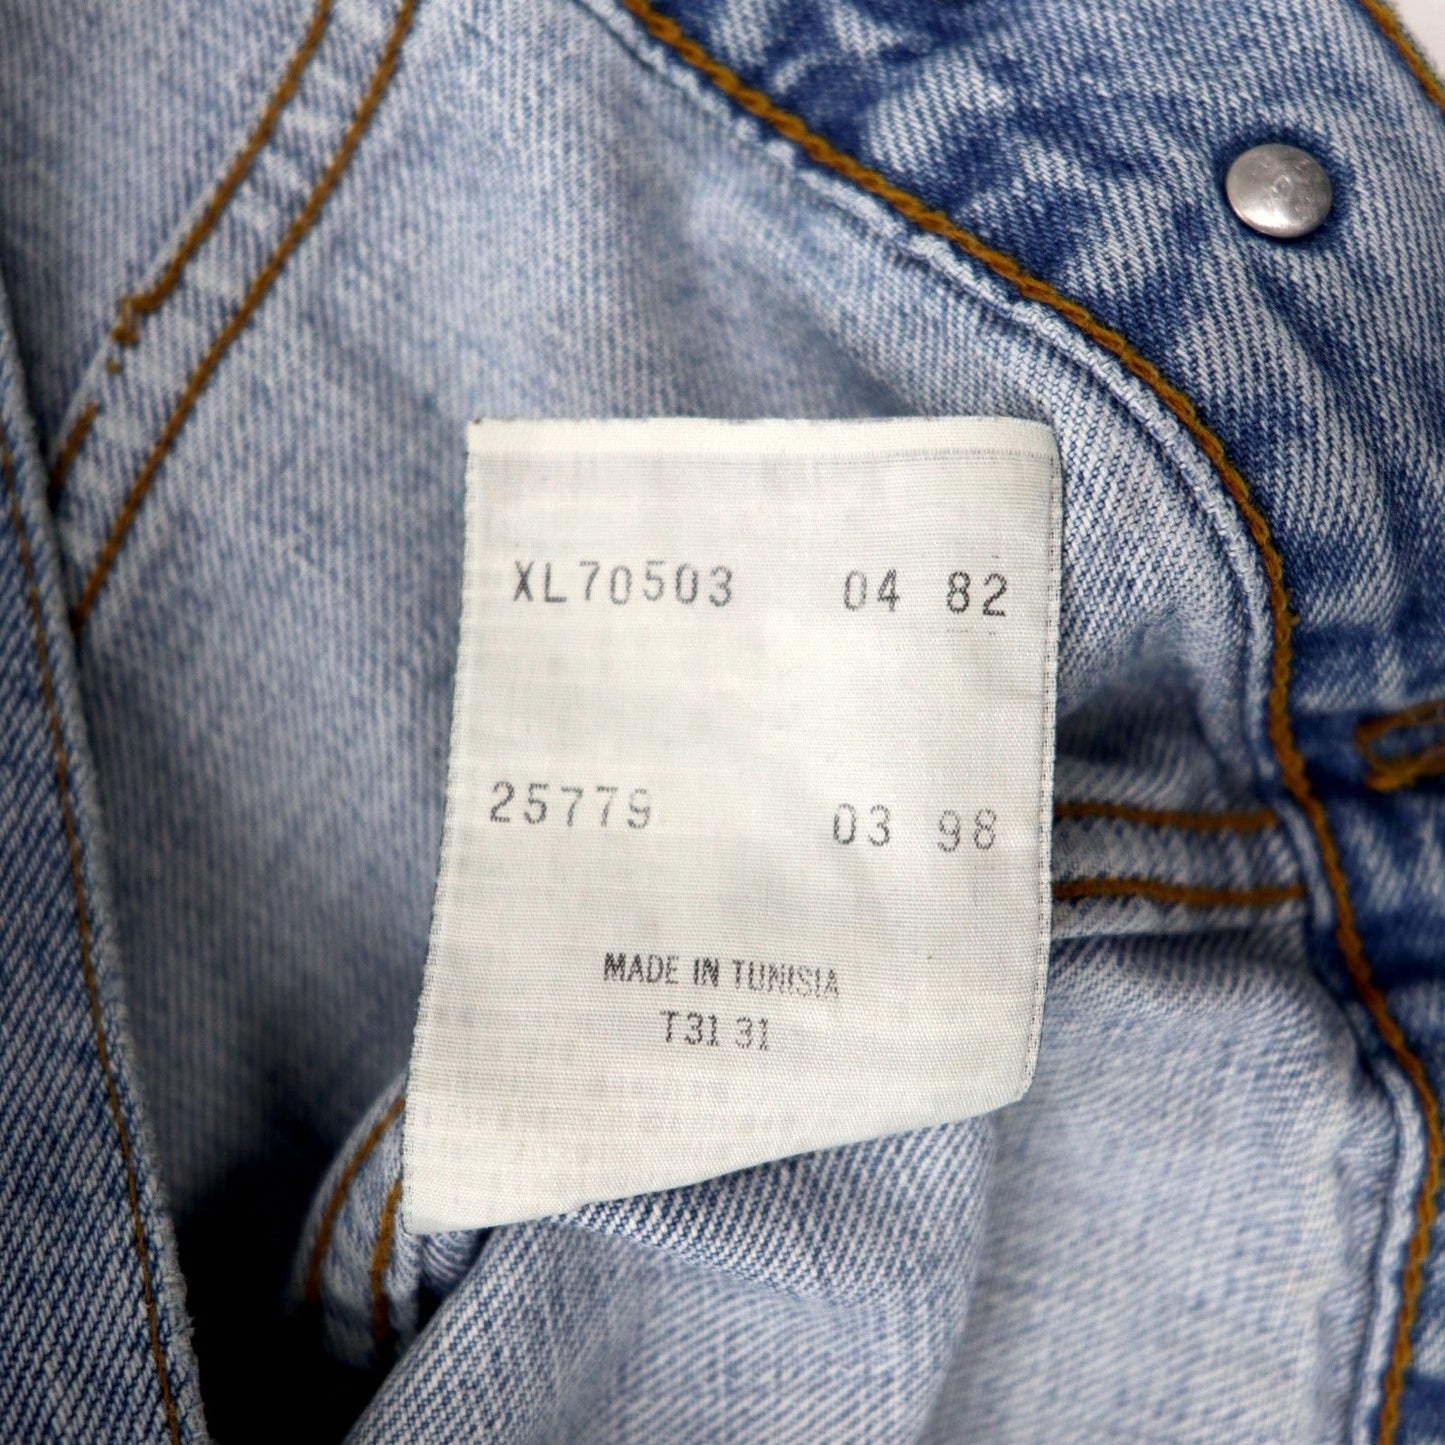 XL70503 04 82
25779 03 98
MADE IN TUNISIA
T31 31